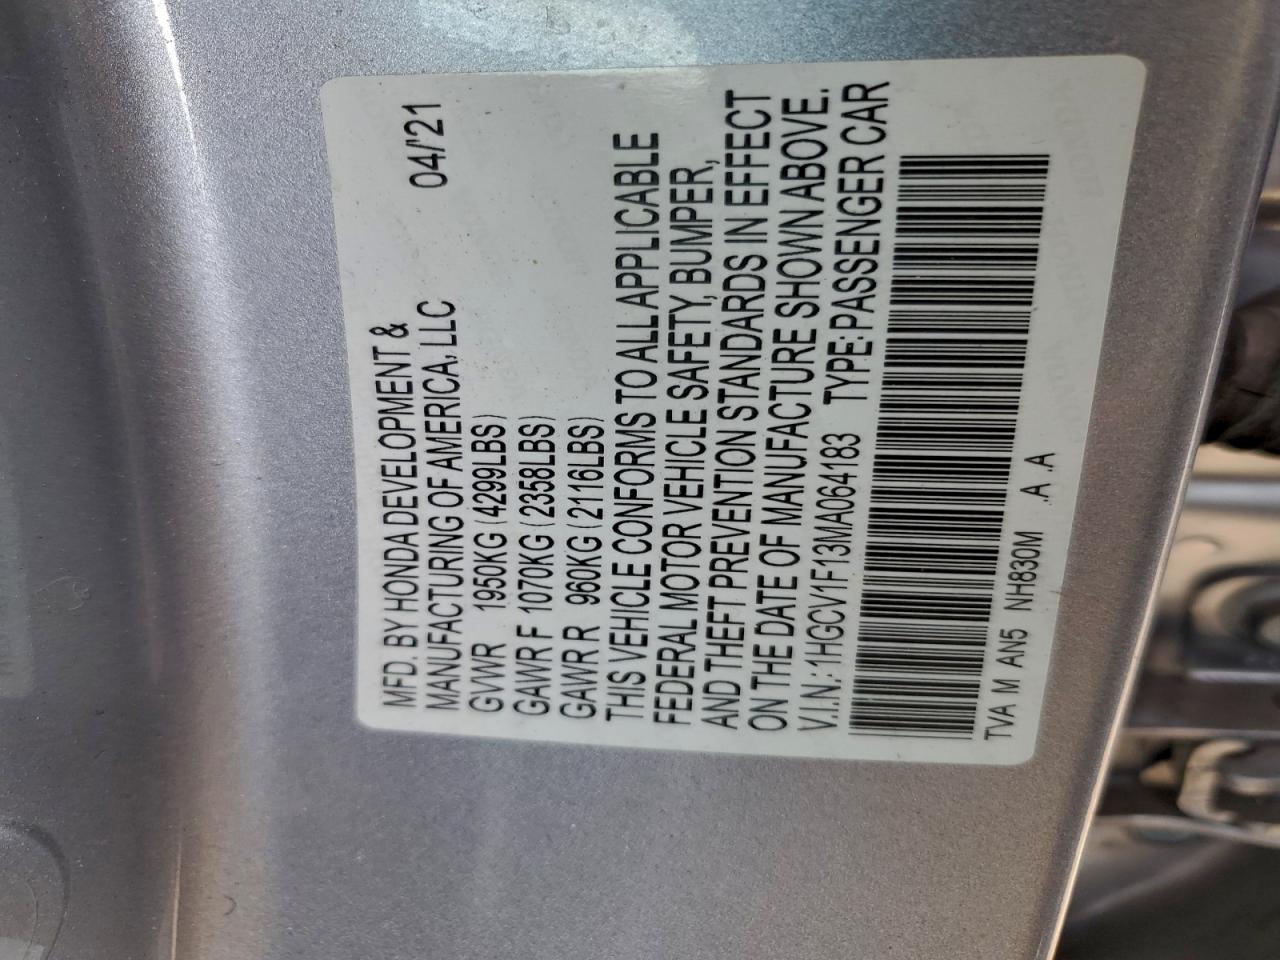 MFD. BY HONDA DEVELOPMENT &
MANUFACTURING OF AMERICA, LLC 04/'21
GVWR 1950KG (4299LBS)
GAWR F 1070KG (2358LBS)
GAWR R 960KG (2116LBS)
THIS VEHICLE CONFORMS TO ALL APPLICABLE
FEDERAL MOTOR VEHICLE SAFETY, BUMPER,
AND THEFT PREVENTION STANDARDS IN EFFECT
ON THE DATE OF MANUFACTURE SHOWN ABOVE.
V.I.N.: 1HGCV1F13MA064183 TYPE: PASSENGER CAR
TVA M AN5 NH830M .A .A